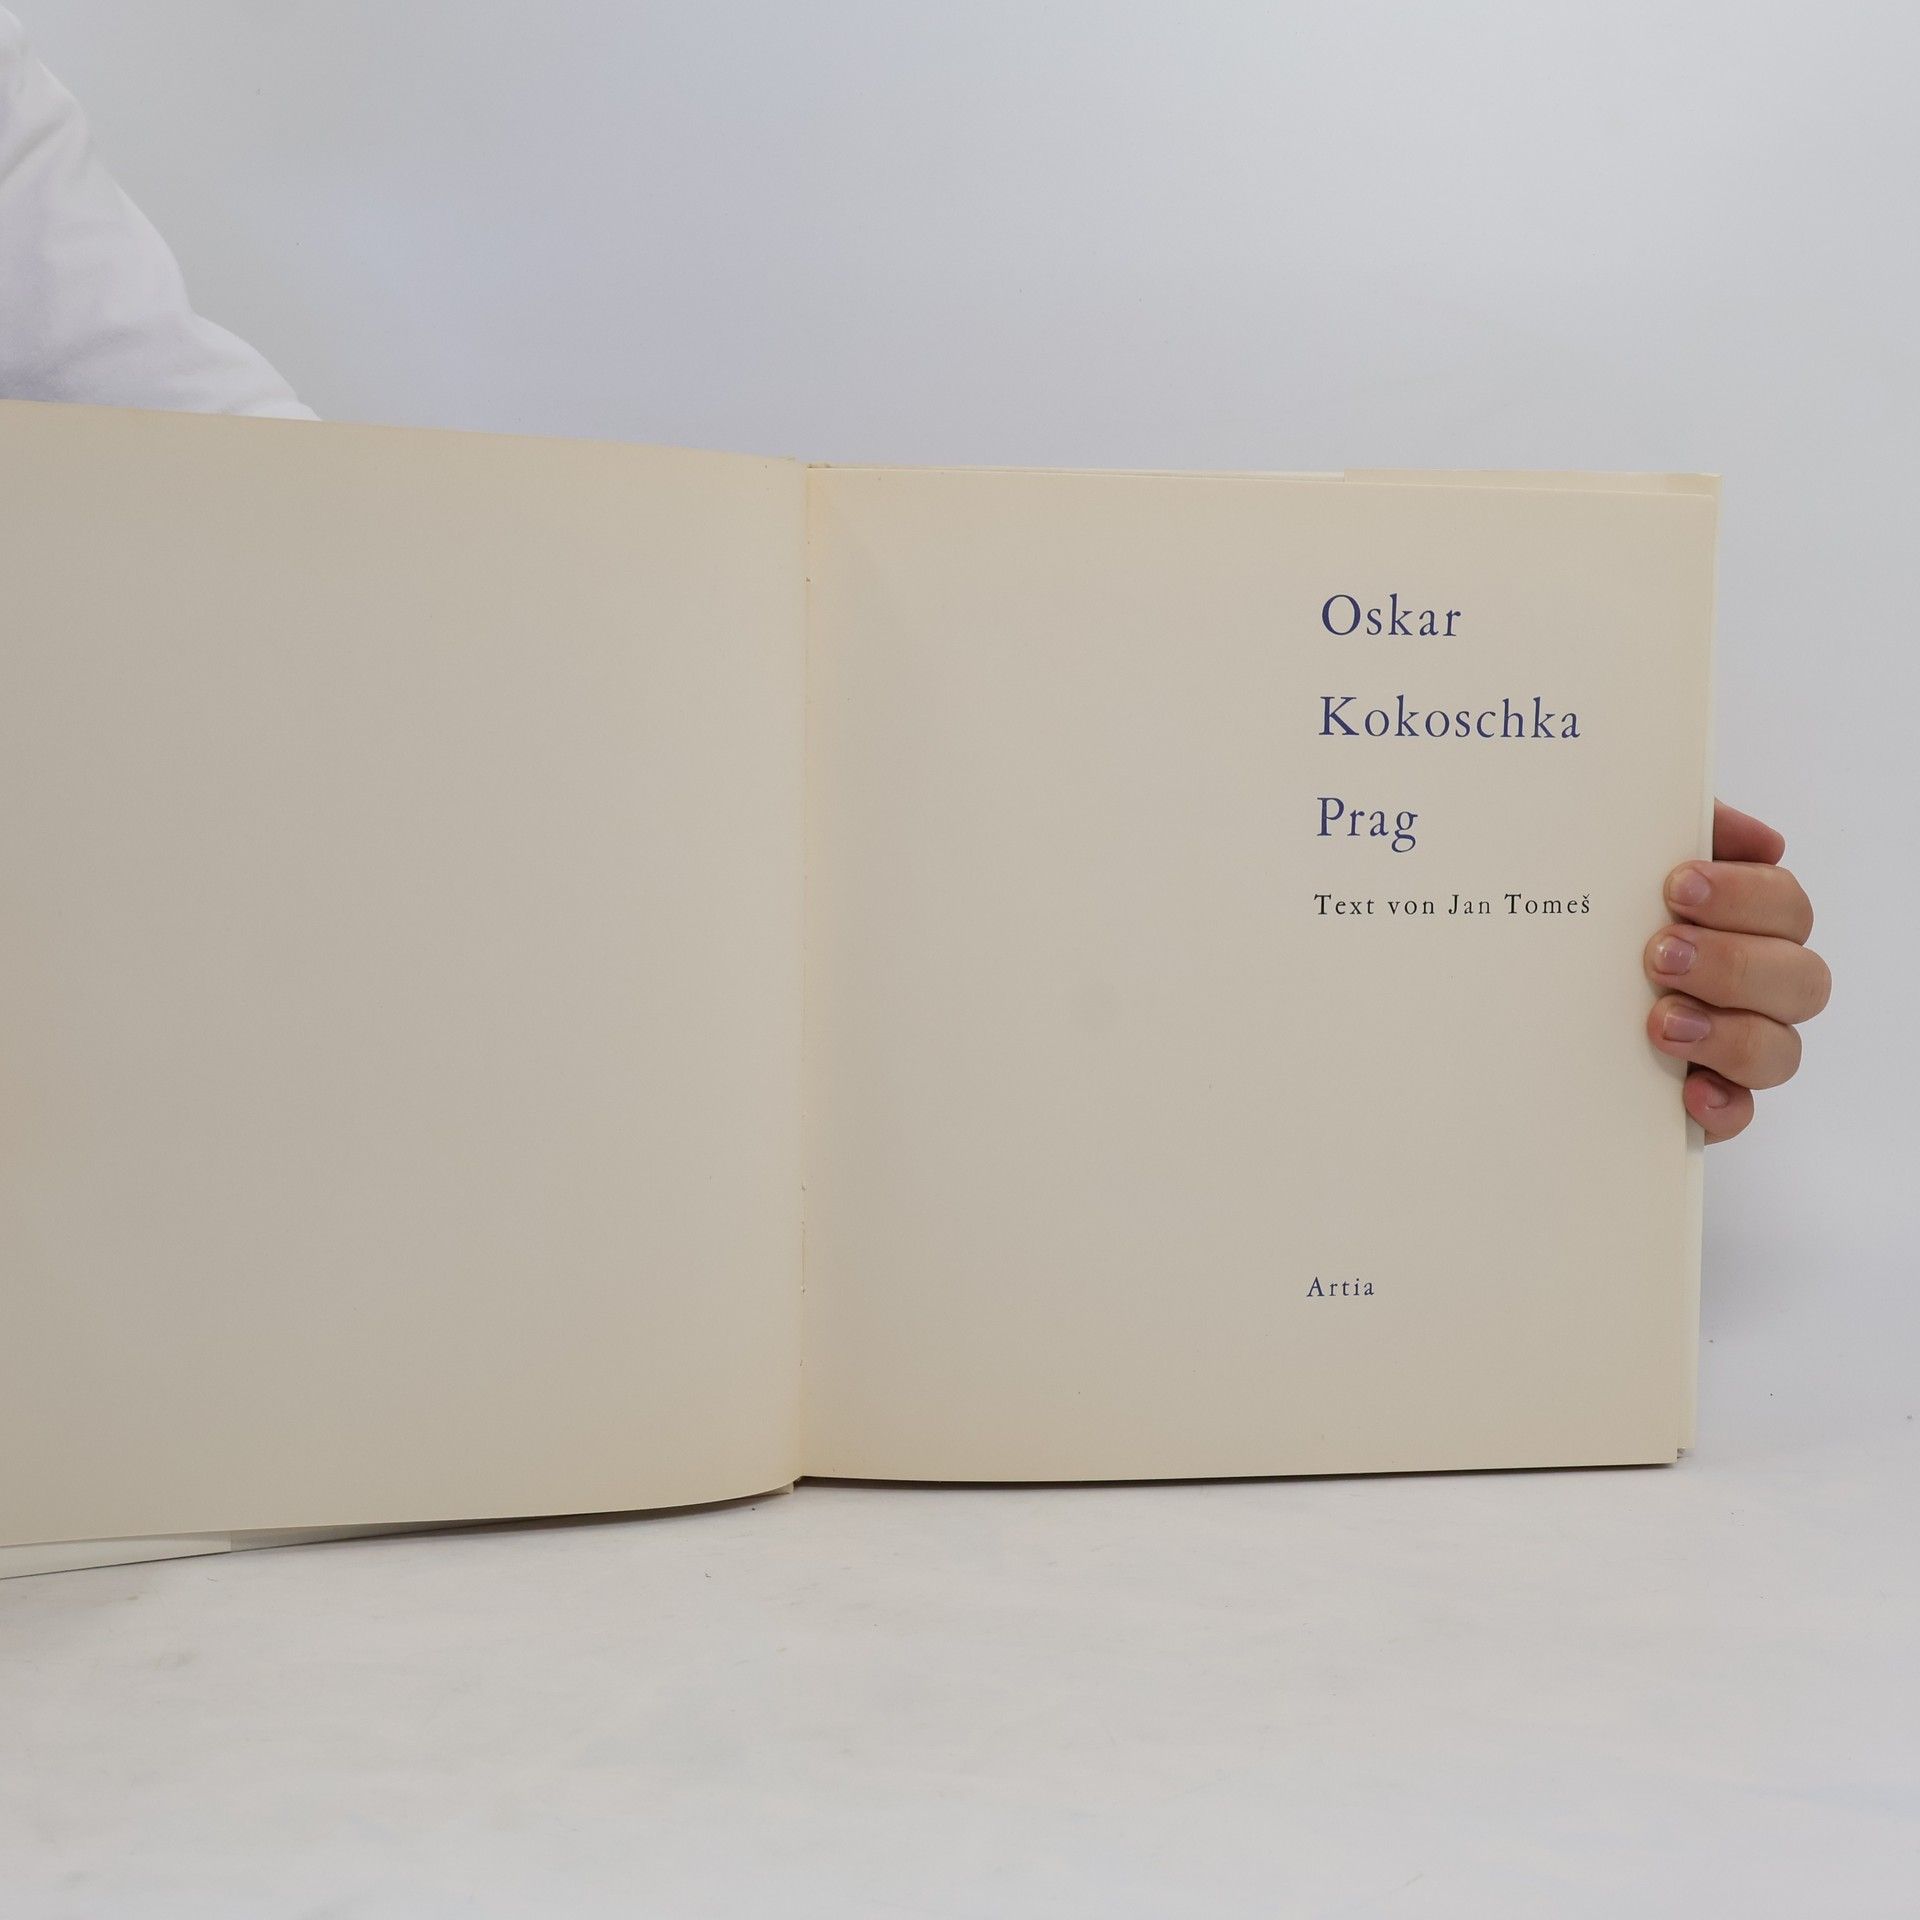 Oskar
Kokoschka
Prag
Text von Jan Tomeš
Artia